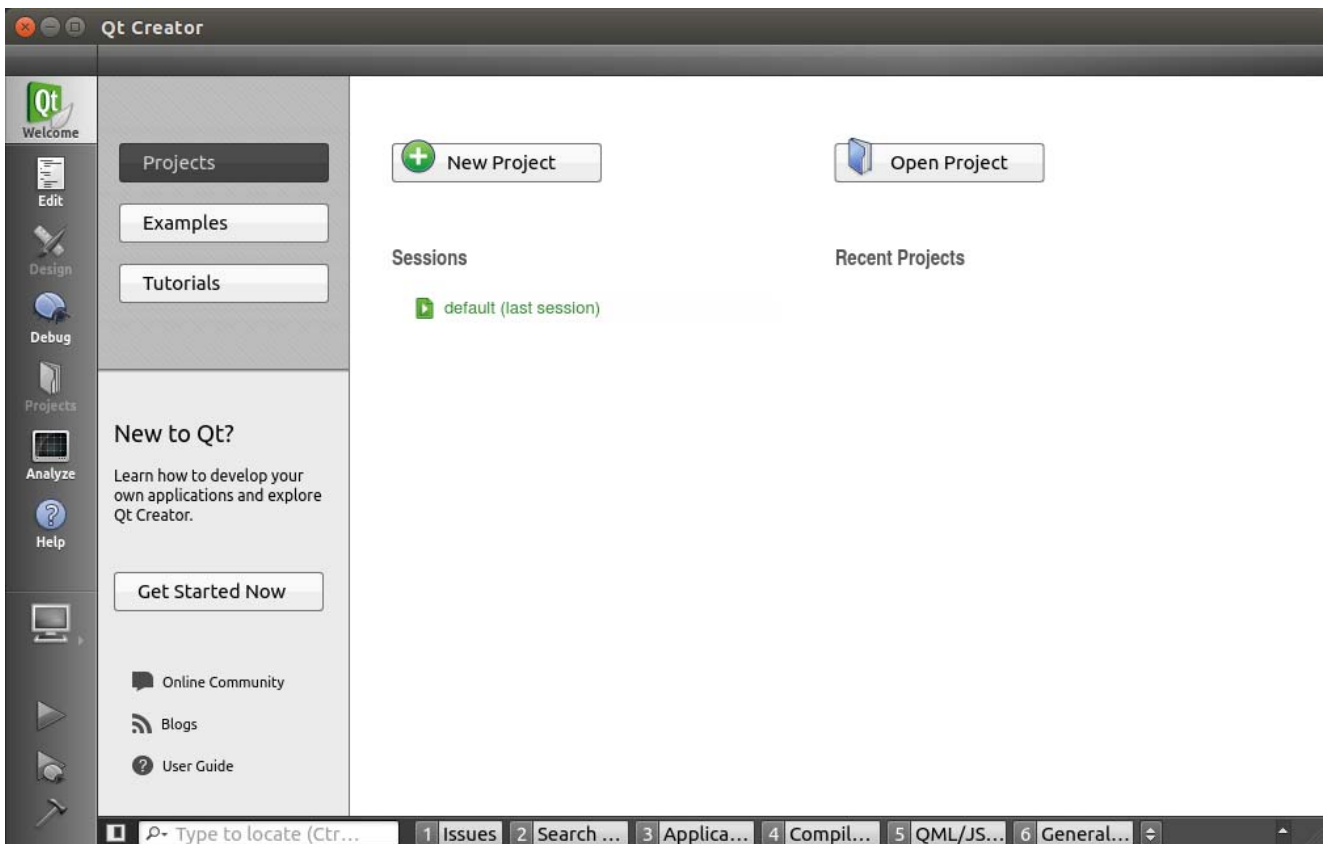 Qt Creator
Qt
Welcome
Edit
Design
Debug
Projects
Analyze
Help
Projects
Examples
Tutorials
New to Qt?
Learn how to develop your
own applications and explore
Qt Creator.
Get Started Now
Online Community
Blogs
User Guide
New Project
Open Project
Sessions
Recent Projects
default (last session)
Type to locate (Ctr...
1 Issues 2 Search ... 3 Applica... 4 Compil... 5 QML/JS... 6 General...